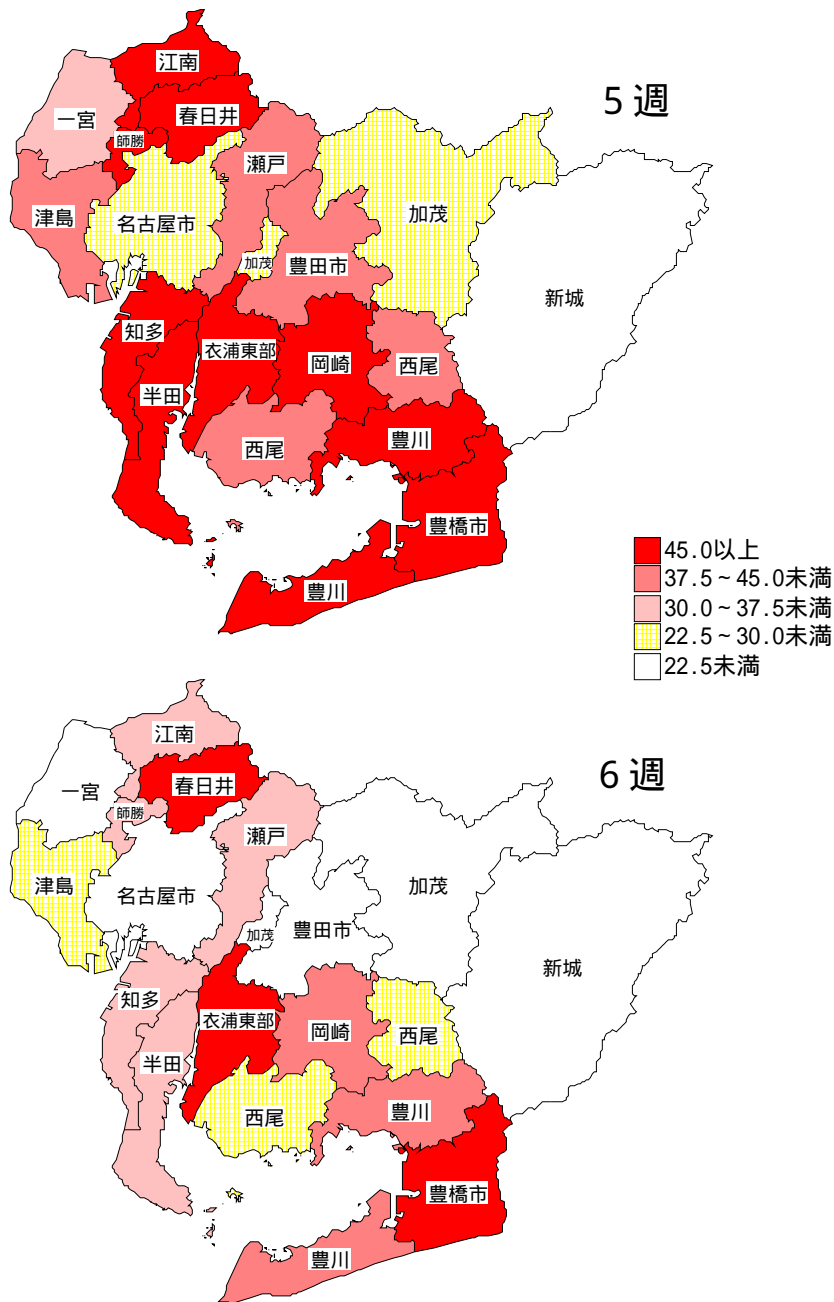 5週
江南
春日井
一宮
師勝
瀬戸
津島
名古屋市
加茂
加茂
豊田市
新城
知多
衣浦東部
岡崎
西尾
半田
西尾
豊川
豊橋市
豊川
45.0以上
37.5~45.0未満
30.0~37.5未満
22.5~30.0未満
22.5未満
6週
江南
春日井
一宮
師勝
瀬戸
津島
名古屋市
加茂
加茂
豊田市
新城
知多
衣浦東部
岡崎
西尾
半田
西尾
豊川
豊橋市
豊川